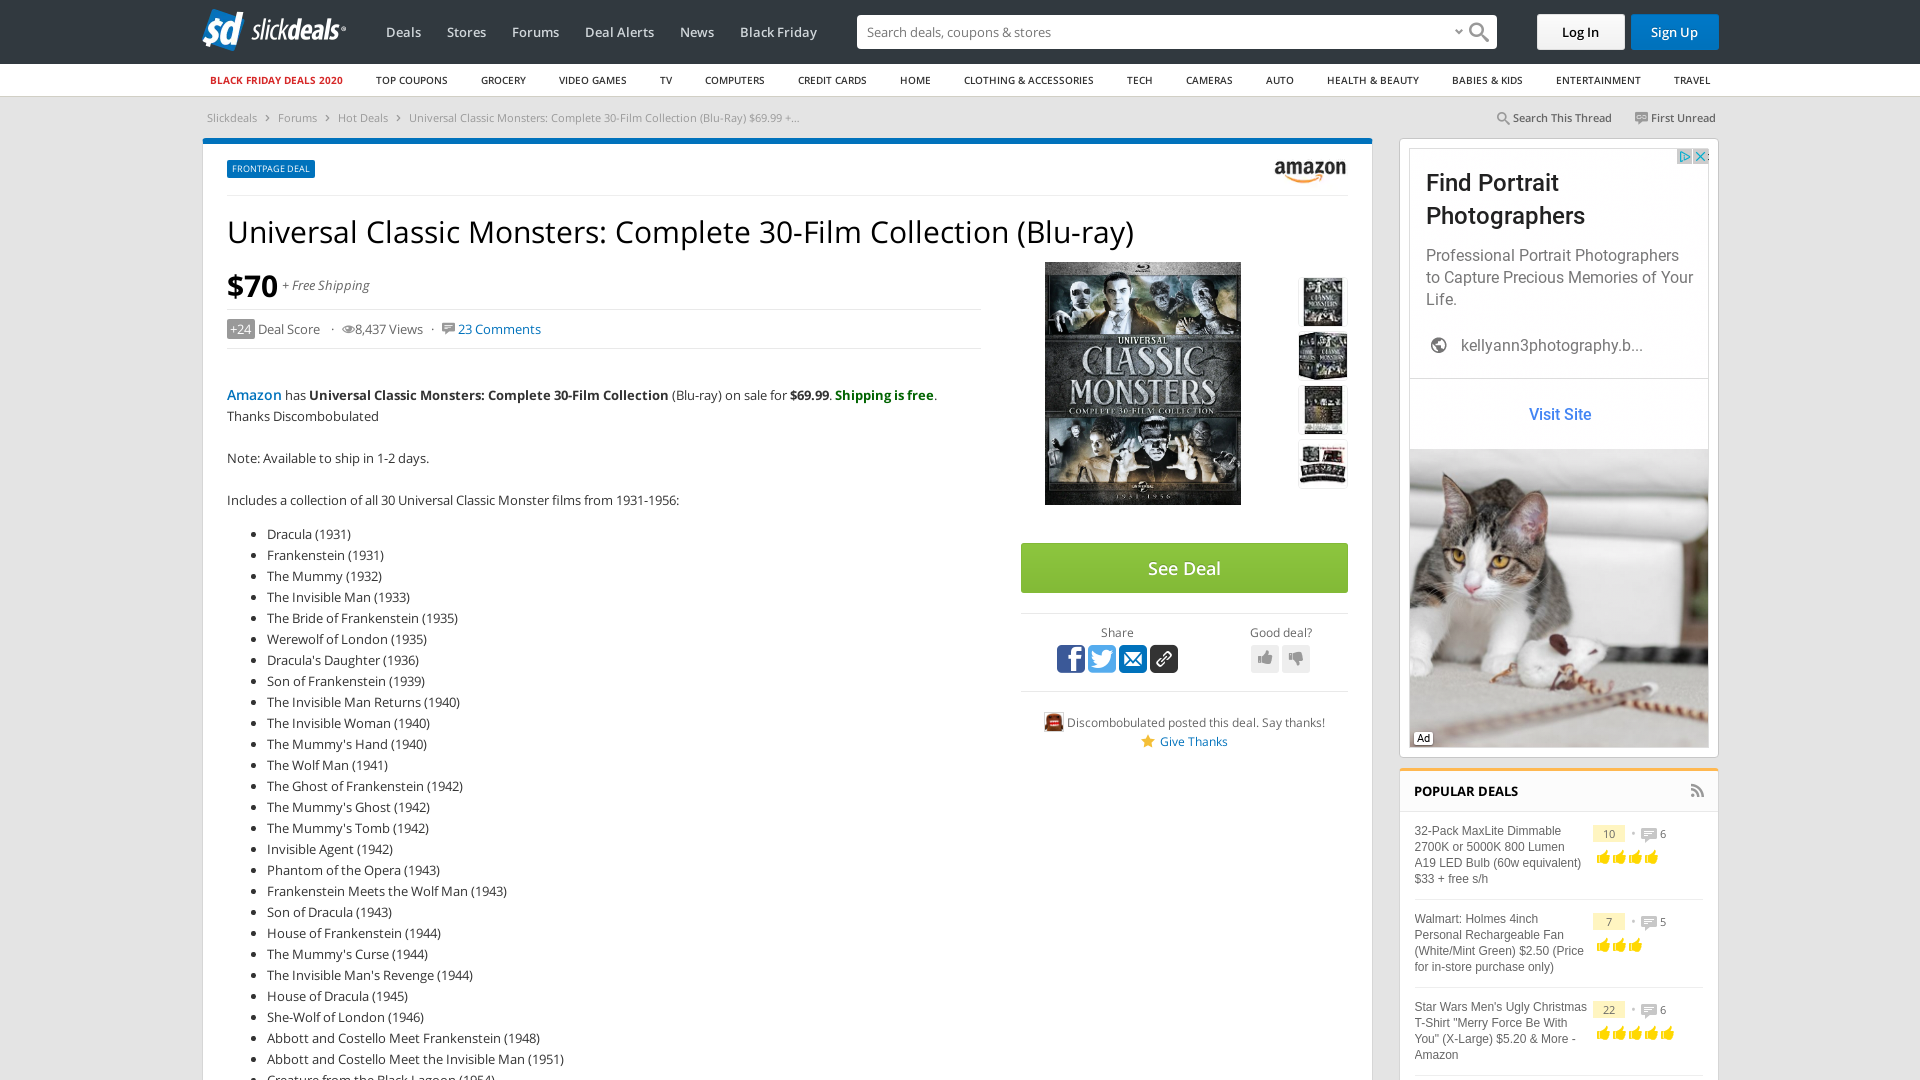 sd slickdeals
Deals Stores Forums Deal Alerts News Black Friday
Search deals, coupons & shopping
Log In Sign Up
BLACK FRIDAY DEALS 2020 TOP COUPONS GROCERY VIDEO GAMES TV COMPUTERS CREDIT CARDS HOME CLOTHING & ACCESSORIES TECH CAMERAS AUTO HEALTH & BEAUTY BABIES & KIDS ENTERTAINMENT TRAVEL
Slickdeals › Forums › Hot Deals › Universal Classic Monsters: Complete 30-Film Collection (Blu-Ray) $69.99 +...
Search This Thread First Unread
FRONTPAGE DEAL
amazon
Universal Classic Monsters: Complete 30-Film Collection (Blu-ray)
$70 + Free Shipping
+24 Deal Score · 8,437 Views · 23 Comments
Amazon has Universal Classic Monsters: Complete 30-Film Collection (Blu-ray) on sale for $69.99. Shipping is free.
Thanks Discombobulated
Note: Available to ship in 1-2 days.
Includes a collection of all 30 Universal Classic Monster films from 1931-1956:
• Dracula (1931)
• Frankenstein (1931)
• The Mummy (1932)
• The Invisible Man (1933)
• The Bride of Frankenstein (1935)
• Werewolf of London (1935)
• Dracula's Daughter (1936)
• Son of Frankenstein (1939)
• The Invisible Man Returns (1940)
• The Invisible Woman (1940)
• The Mummy's Hand (1940)
• The Wolf Man (1941)
• The Ghost of Frankenstein (1942)
• The Mummy's Ghost (1942)
• The Mummy's Tomb (1942)
• Invisible Agent (1942)
• Phantom of the Opera (1943)
• Frankenstein Meets the Wolf Man (1943)
• Son of Dracula (1943)
• House of Frankenstein (1944)
• The Mummy's Curse (1944)
• The Invisible Man's Revenge (1944)
• House of Dracula (1945)
• She-Wolf of London (1946)
• Abbott and Costello Meet Frankenstein (1948)
• Abbott and Costello Meet the Invisible Man (1951)
• Creature from the Black Lagoon (1954)
UNIVERSAL
CLASSIC
MONSTERS
COMPLETE 30-FILM COLLECTION
1931-1956
See Deal
Share
Good deal?
Discombobulated posted this deal. Say thanks!
Give Thanks
Find Portrait
Photographers
Professional Portrait Photographers
to Capture Precious Memories of Your
Life.
kellyann3photography.b...
Visit Site
Ad
POPULAR DEALS
32-Pack MaxLite Dimmable
2700K or 5000K 800 Lumen
A19 LED Bulb (60w equivalent)
$33 + free s/h
10 • 6
Walmart: Holmes 4inch
Personal Rechargeable Fan
(White/Mint Green) $2.50 (Price
for in-store purchase only)
7 • 5
Star Wars Men's Ugly Christmas
T-Shirt "Merry Force Be With
You" (X-Large) $5.20 & More -
Amazon
22 • 6